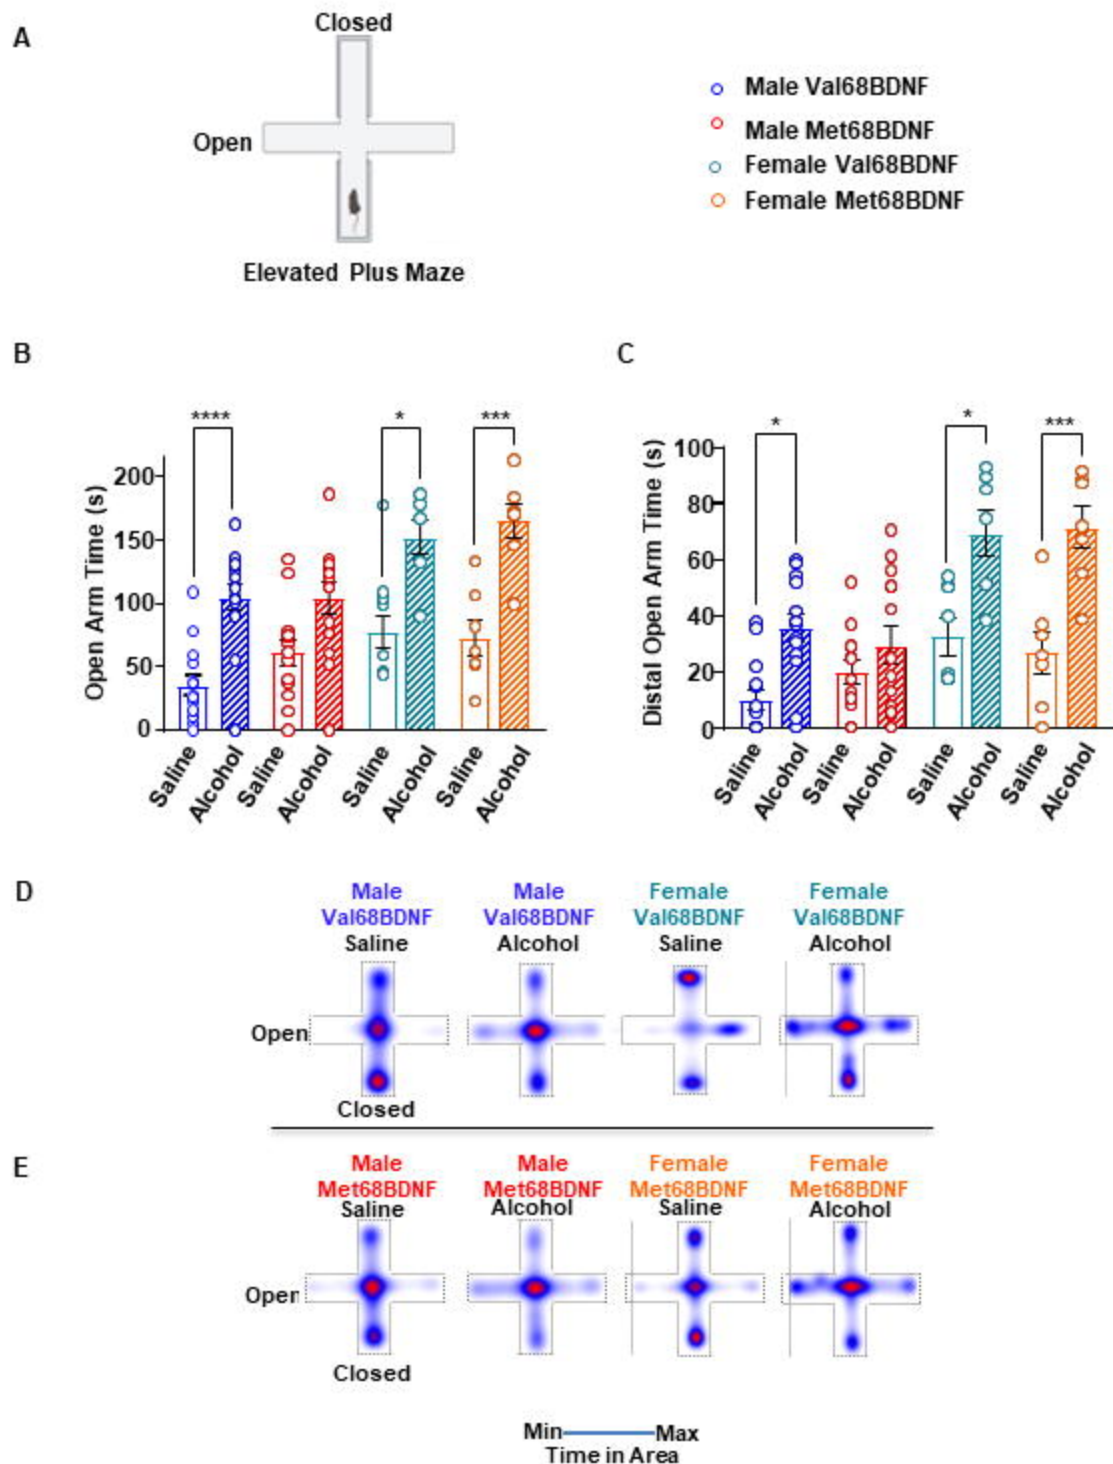 A
Closed
Open
Elevated Plus Maze
Male Val68BDNF
Male Met68BDNF
Female Val68BDNF
Female Met68BDNF
B
****
*
***
Open Arm Time (s)
200
150
100
50
0
Saline
Alcohol
Saline
Alcohol
Saline
Alcohol
Saline
Alcohol
C
*
*
***
Distal Open Arm Time (s)
100
80
60
40
20
0
Saline
Alcohol
Saline
Alcohol
Saline
Alcohol
Saline
Alcohol
D
Male
Val68BDNF
Saline
Male
Val68BDNF
Alcohol
Female
Val68BDNF
Saline
Female
Val68BDNF
Alcohol
Open
Closed
E
Male
Met68BDNF
Saline
Male
Met68BDNF
Alcohol
Female
Met68BDNF
Saline
Female
Met68BDNF
Alcohol
Open
Closed
Min Max
Time in Area